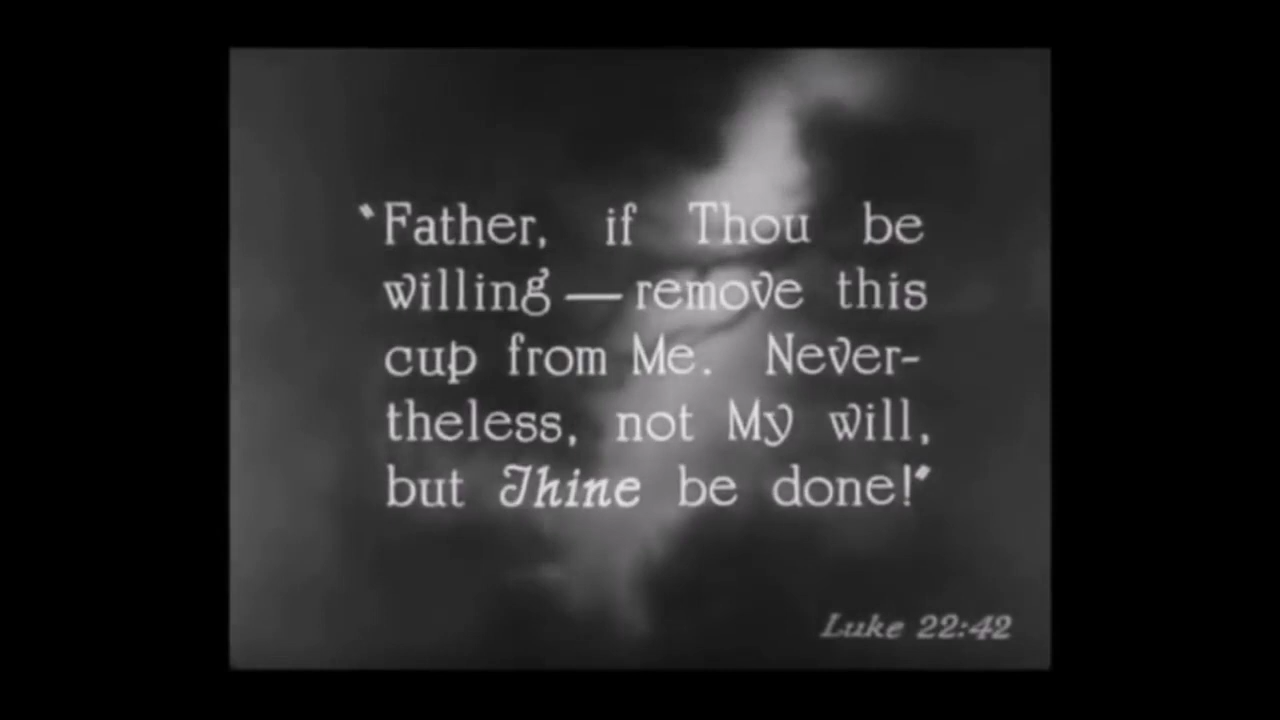 "Father, if Thou be
willing — remove this
cup from Me. Never-
theless, not My will,
but Thine be done!"
Luke 22:42